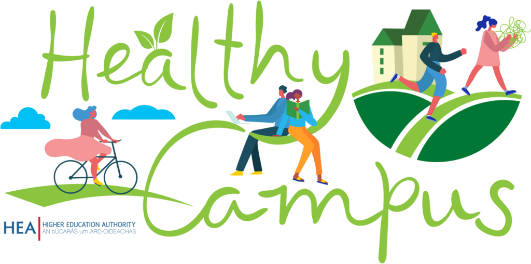 Healthy
Campus
HEA HIGHER EDUCATION AUTHORITY
AN tÚDARÁS um ARD-OIDEACHAS